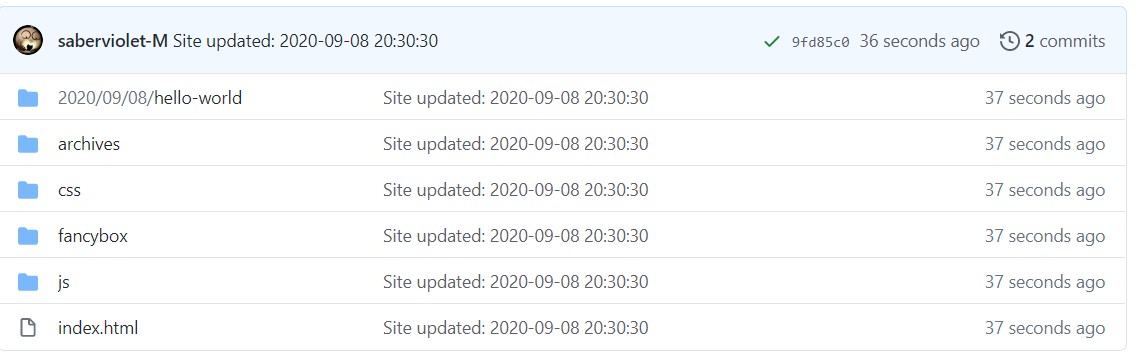 saberviolet-M Site updated: 2020-09-08 20:30:30 9fd85c0 36 seconds ago 2 commits
2020/09/08/hello-world Site updated: 2020-09-08 20:30:30 37 seconds ago
archives Site updated: 2020-09-08 20:30:30 37 seconds ago
css Site updated: 2020-09-08 20:30:30 37 seconds ago
fancybox Site updated: 2020-09-08 20:30:30 37 seconds ago
js Site updated: 2020-09-08 20:30:30 37 seconds ago
index.html Site updated: 2020-09-08 20:30:30 37 seconds ago